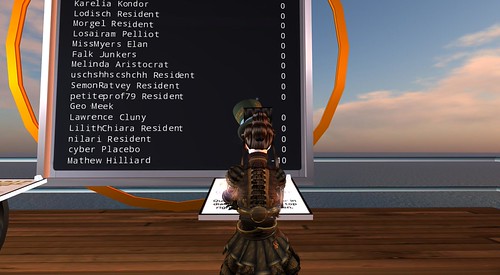 Karelia Kondor 0
Lodisch Resident 0
Morgel Resident 0
Losairam Pelliot 0
MissMyers Elan 0
Falk Junkers 0
Melinda Aristocrat 0
uschshhscshchh Resident 0
SemonRatvey Resident 0
petiteprof79 Resident 0
Geo Meek
Lawrence Cluny 0
LilithChiara Resident 0
nilari Resident 0
cyber Placebo 0
Mathew Hilliard -10